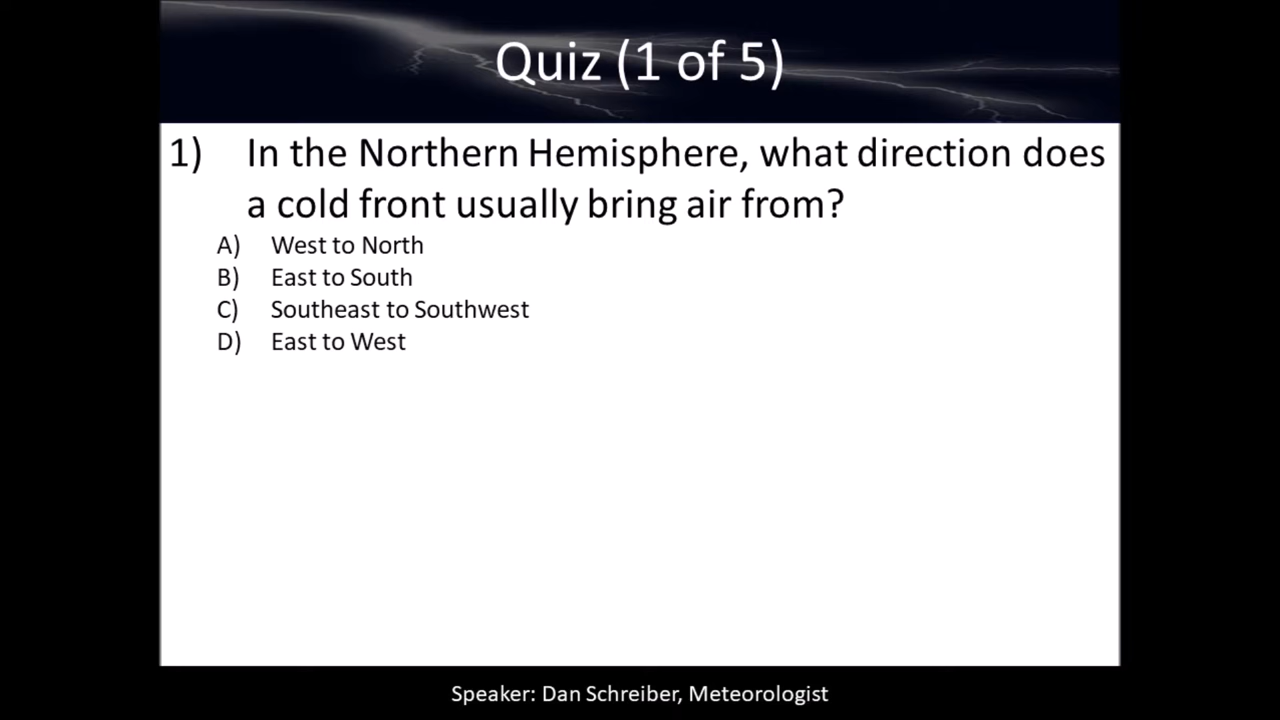 Quiz (1 of 5)
1) In the Northern Hemisphere, what direction does
a cold front usually bring air from?
A) West to North
B) East to South
C) Southeast to Southwest
D) East to West
Speaker: Dan Schreiber, Meteorologist